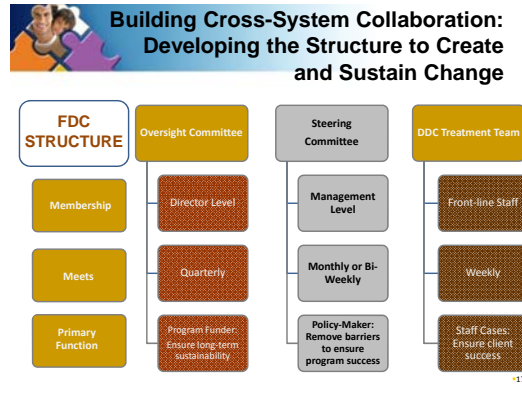 Building Cross-System Collaboration:
Developing the Structure to Create
and Sustain Change
FDC
STRUCTURE
Oversight Committee
Steering
Committee
DDC Treatment Team
Membership
Director Level
Management
Level
Front-line Staff
Meets
Quarterly
Monthly or Bi-
Weekly
Weekly
Primary
Function
Program Funder:
Ensure long-term
sustainability
Policy-Maker:
Remove barriers
to ensure
program success
Staff Cases:
Ensure client
success
•17